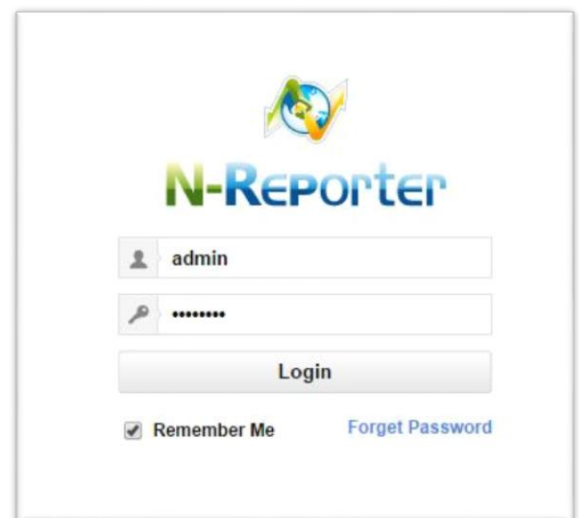 N-Reporter
admin
••••••••
Login
Remember Me
Forget Password